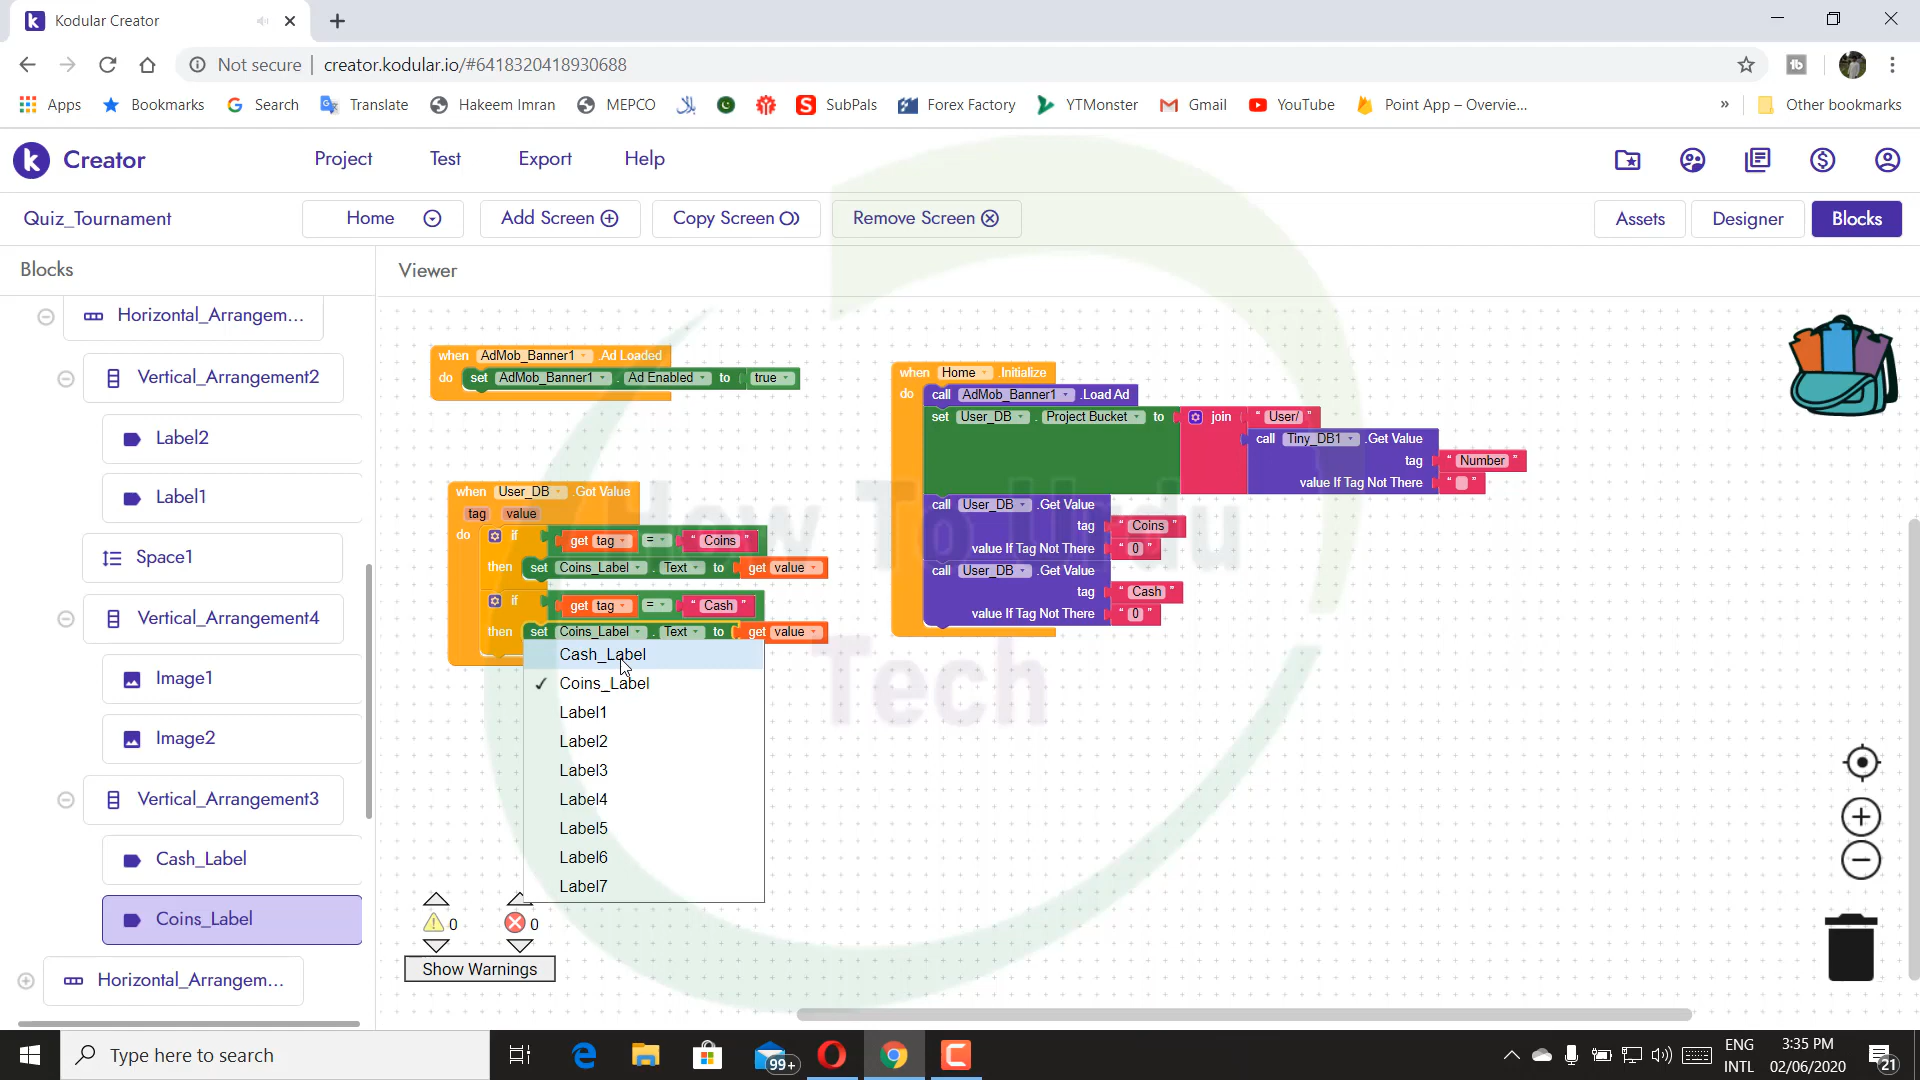 Kodular Creator
Not secure | creator.kodular.io/#6418320418930688
Apps Bookmarks Search Translate Hakeem Imran MEPCO SubPals Forex Factory YTMonster Gmail YouTube Point App – Overvie... » Other bookmarks
Creator Project Test Export Help
Quiz_Tournament Home Add Screen Copy Screen Remove Screen Assets Designer Blocks
Blocks
Viewer
Horizontal_Arrangem...
Vertical_Arrangement2
Label2
Label1
Space1
Vertical_Arrangement4
Image1
Image2
Vertical_Arrangement3
Cash_Label
Coins_Label
Horizontal_Arrangem...
when AdMob_Banner1 .Ad Loaded
do set AdMob_Banner1 . Ad Enabled to true
when User_DB .Got Value
tag value
do if get tag = " Coins "
then set Coins_Label . Text to get value
if get tag = " Cash "
then set Coins_Label . Text to get value
Cash_Label
✓ Coins_Label
Label1
Label2
Label3
Label4
Label5
Label6
Label7
when Home .Initialize
do call AdMob_Banner1 .Load Ad
set User_DB . Project Bucket to join " User/ "
call Tiny_DB1 .Get Value
tag " Number "
value If Tag Not There " "
call User_DB .Get Value
tag " Coins "
value If Tag Not There " 0 "
call User_DB .Get Value
tag " Cash "
value If Tag Not There " 0 "
How To Urdu
Tech
0 0
Show Warnings
Type here to search
99+
ENG
INTL
3:35 PM
02/06/2020
21